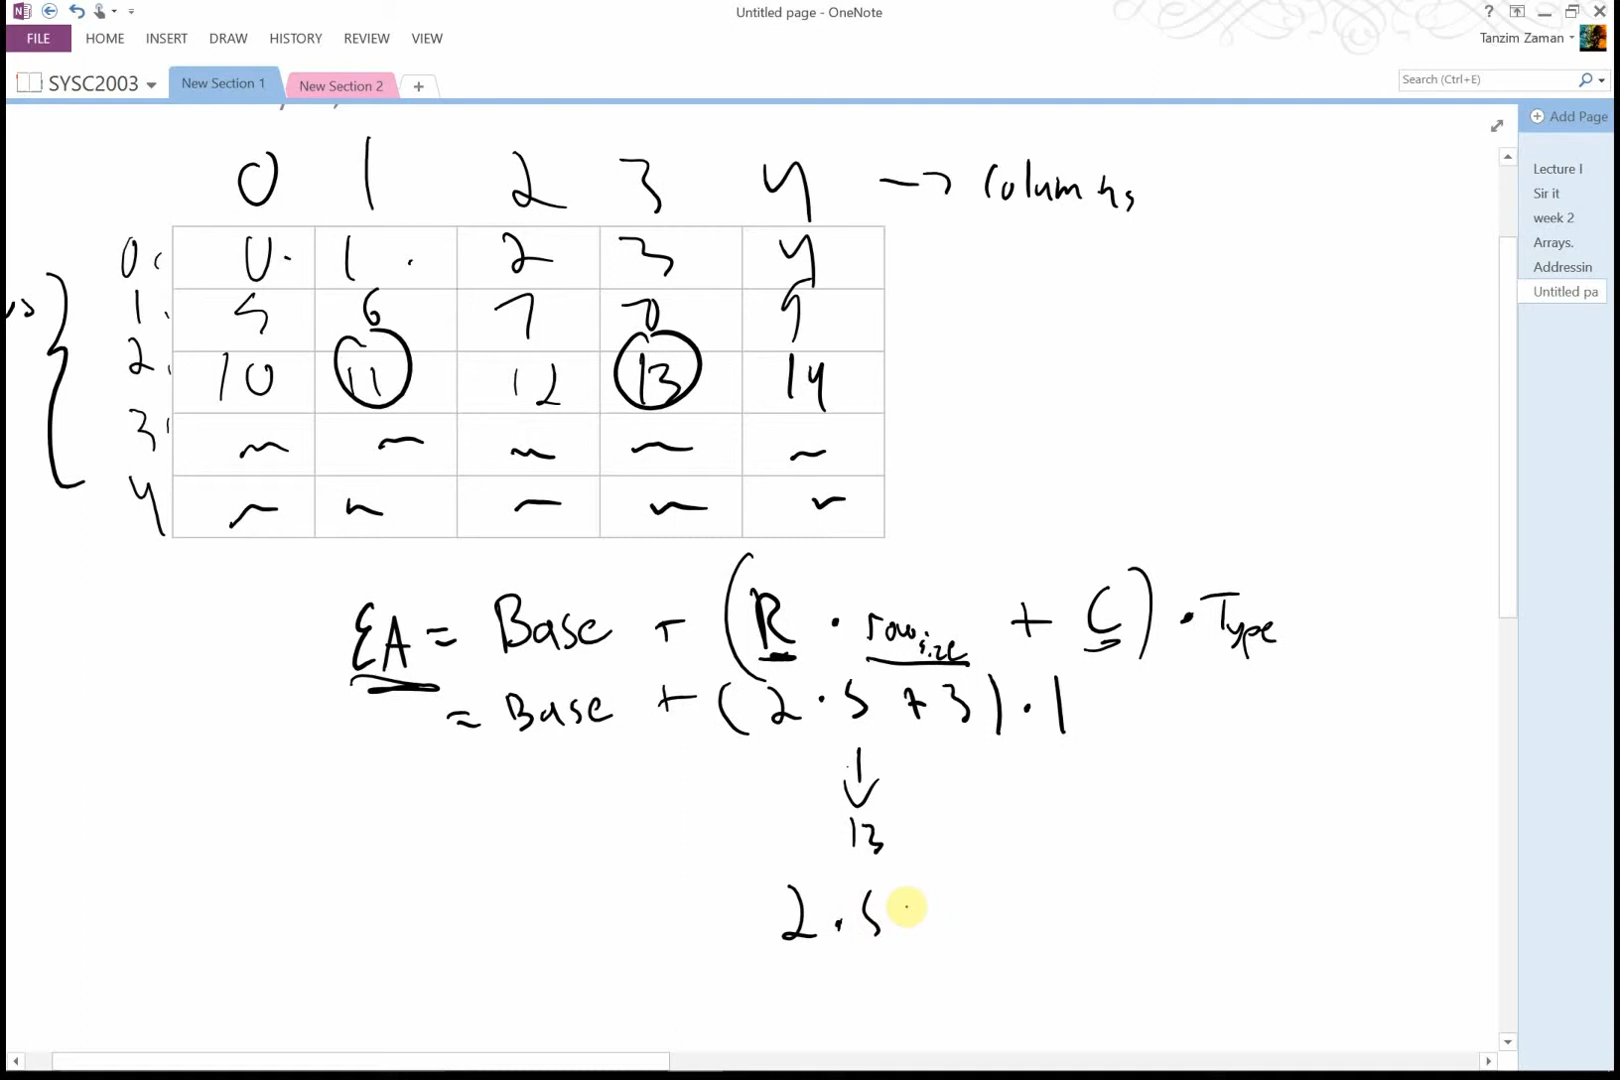 Untitled page - OneNote
FILE HOME INSERT DRAW HISTORY REVIEW VIEW
Tanzim Zaman
SYSC2003
New Section 1
New Section 2
Search (Ctrl+E)
Add Page
Lecture I
Sir it
week 2
Arrays.
Addressin
Untitled pa
0 1 2 3 4 → Columns
0. 0. 1. 2 3 4
1. 5 6 7 8 9
2. 10 11 12 13 14
3.
4
EA = Base + (R · row size + C) · Type
= Base + (2 · 5 + 3) · 1
↓
13
2 . 5